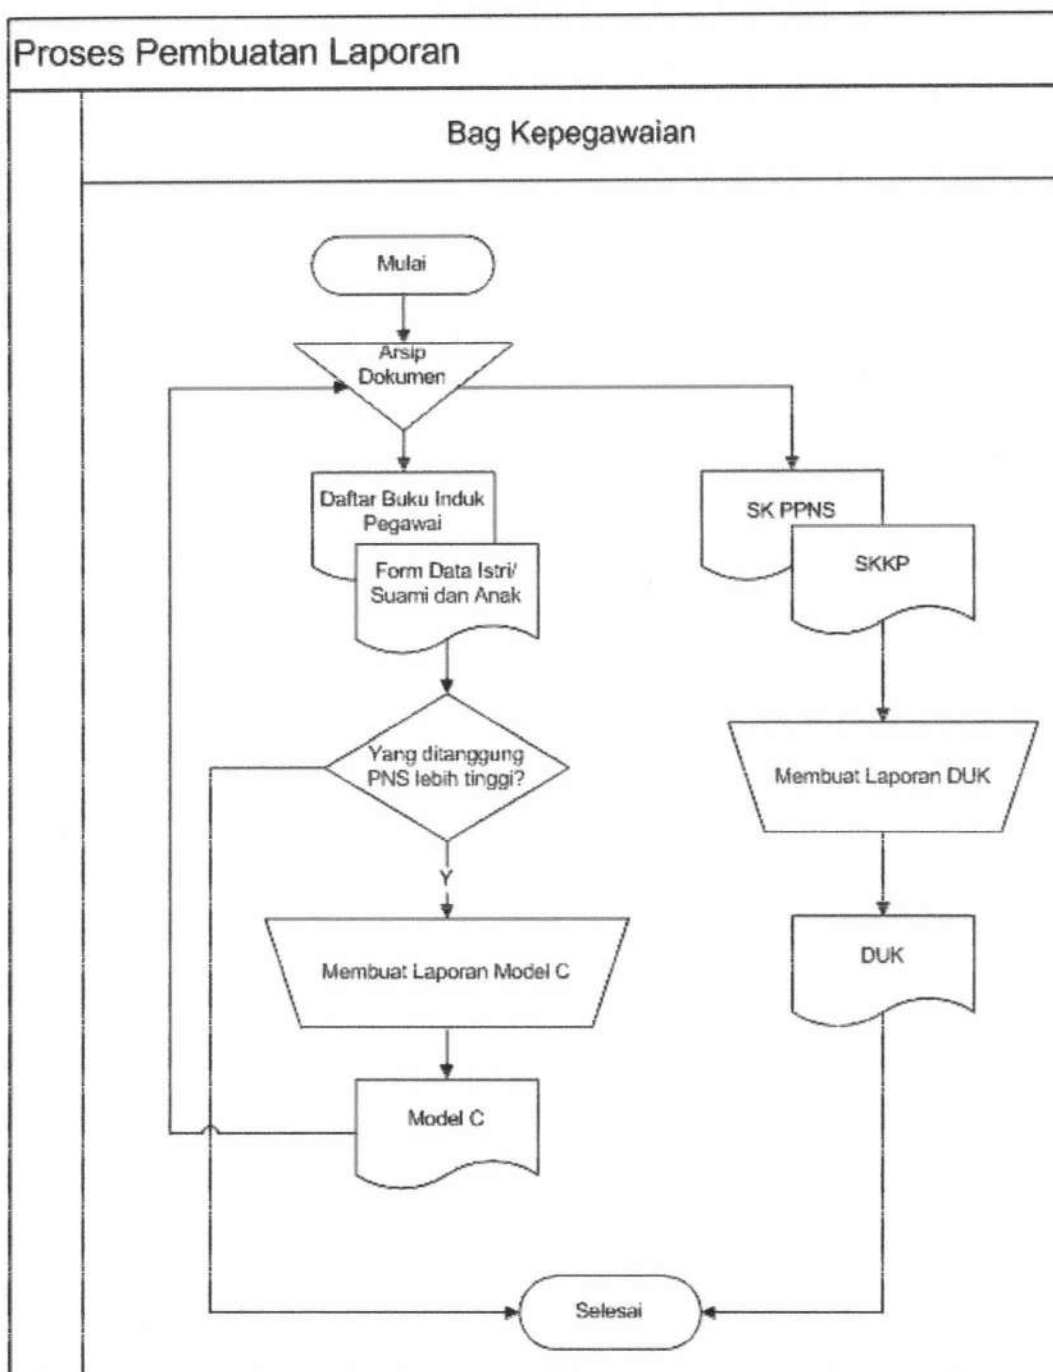 Proses Pembuatan Laporan
Bag Kepegawaian
Mulai
Arsip
Dokumen
Daftar Buku Induk
Pegawai
Form Data Istri/
Suami dan Anak
SK PPNS
SKKP
Yang ditanggung
PNS lebih tinggi?
Membuat Laporan DUK
Y
Membuat Laporan Model C
DUK
Model C
Selesai